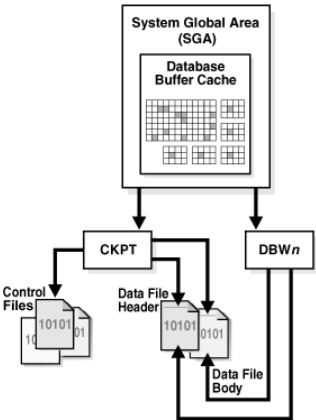 System Global Area
(SGA)
Database
Buffer Cache
CKPT
DBWn
Control
Files
Data File
Header
10101
10
01
10101
0101
Data File
Body